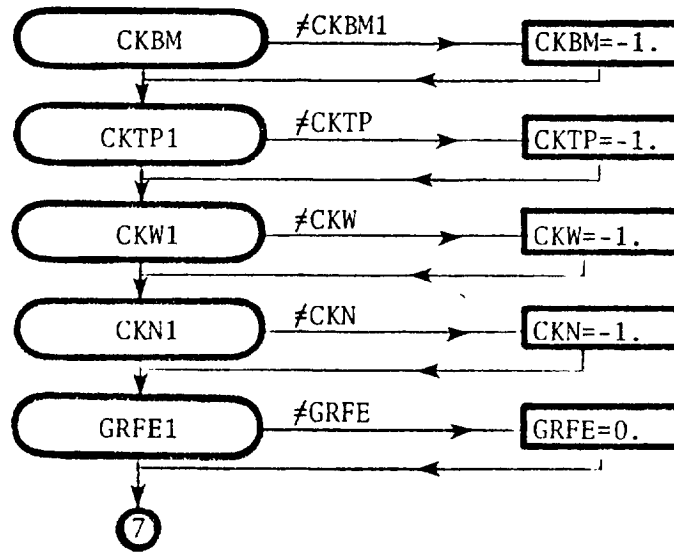 CKBM ≠CKBM1 CKBM=-1.
CKTP1 ≠CKTP CKTP=-1.
CKW1 ≠CKW CKW=-1.
CKN1 ≠CKN CKN=-1.
GRFE1 ≠GRFE GRFE=0.
7